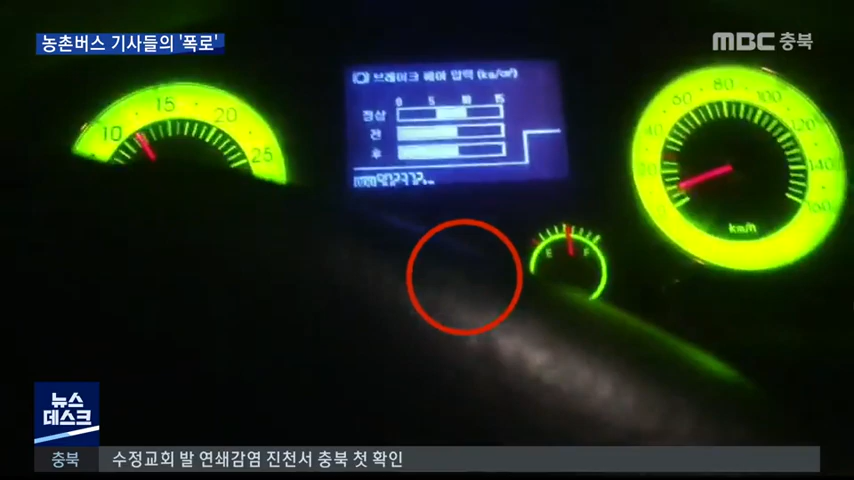 농촌버스 기사들의 '폭로'
MBC 충북
브레이크 에어 압력 (kg/cm²)
0 5 10 15
정상
전
후
10 15 20 25
20 40 60 80 100 120 140 160
km/h
E F
뉴스
데스크
충북 수정교회 발 연쇄감염 진천서 충북 첫 확인